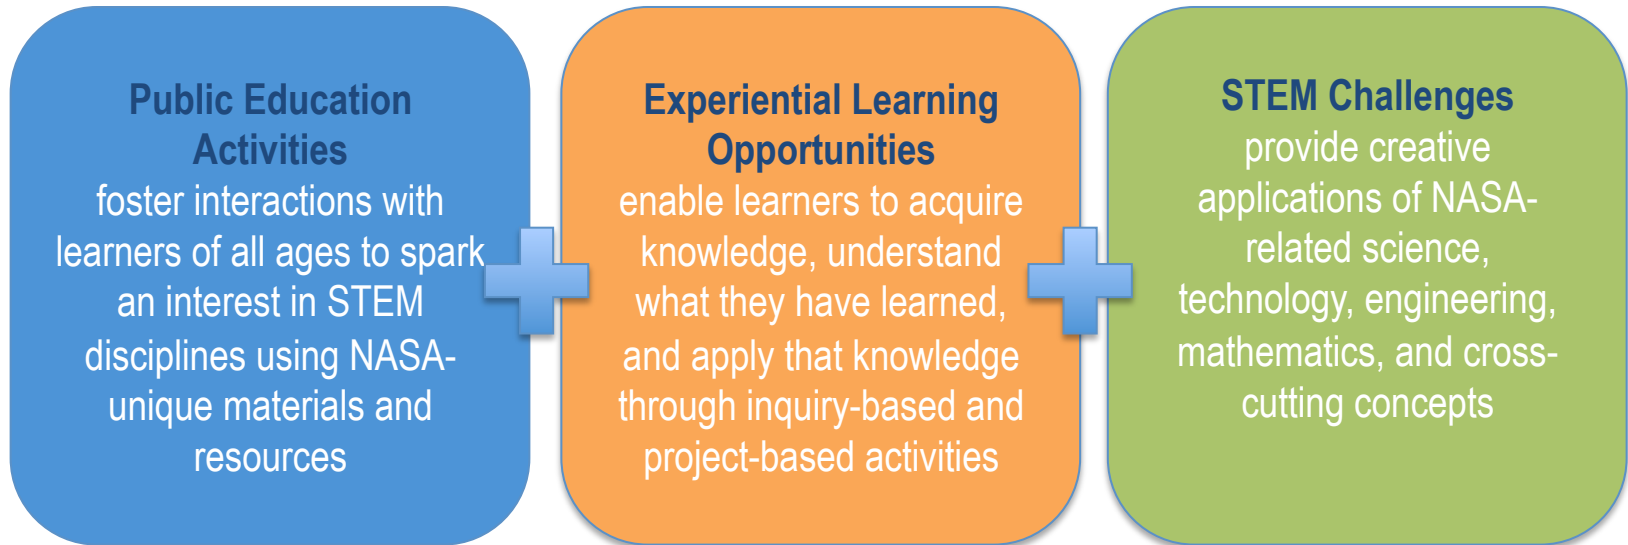 Public Education
Activities
foster interactions with
learners of all ages to spark
an interest in STEM
disciplines using NASA-
unique materials and
resources
Experiential Learning
Opportunities
enable learners to acquire
knowledge, understand
what they have learned,
and apply that knowledge
through inquiry-based and
project-based activities
STEM Challenges
provide creative
applications of NASA-
related science,
technology, engineering,
mathematics, and cross-
cutting concepts